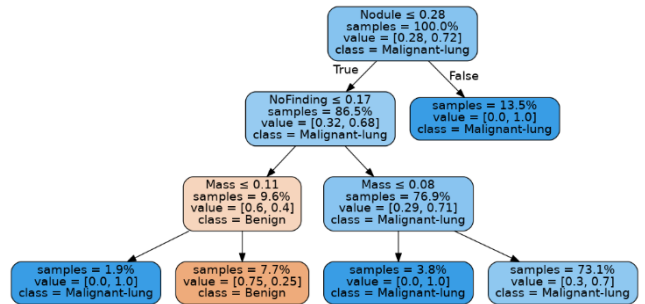 Nodule ≤ 0.28
samples = 100.0%
value = [0.28, 0.72]
class = Malignant-lung
True
False
NoFinding ≤ 0.17
samples = 86.5%
value = [0.32, 0.68]
class = Malignant-lung
samples = 13.5%
value = [0.0, 1.0]
class = Malignant-lung
Mass ≤ 0.11
samples = 9.6%
value = [0.6, 0.4]
class = Benign
Mass ≤ 0.08
samples = 76.9%
value = [0.29, 0.71]
class = Malignant-lung
samples = 1.9%
value = [0.0, 1.0]
class = Malignant-lung
samples = 7.7%
value = [0.75, 0.25]
class = Benign
samples = 3.8%
value = [0.0, 1.0]
class = Malignant-lung
samples = 73.1%
value = [0.3, 0.7]
class = Malignant-lung